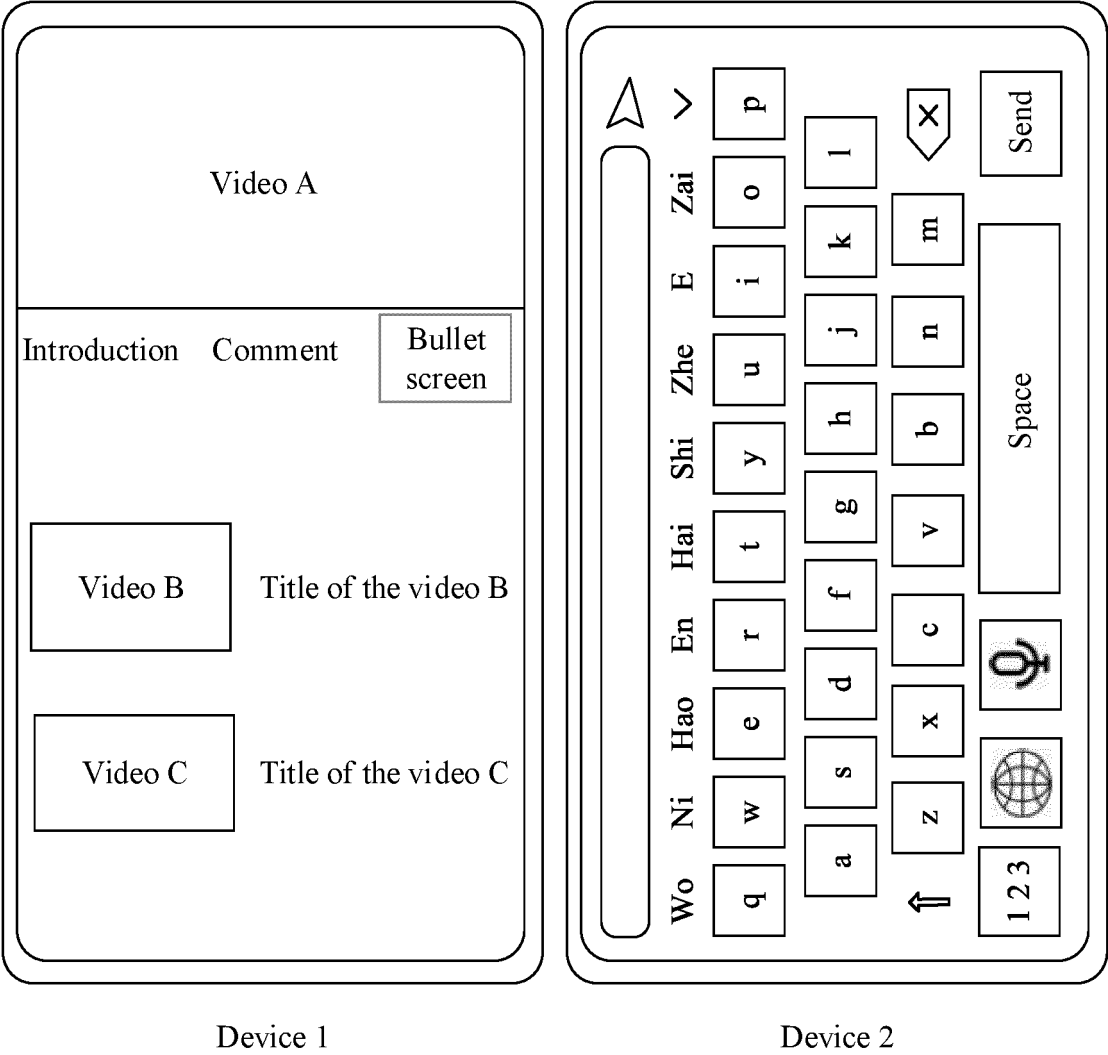 Video A
Introduction Comment Bullet
screen
Video B Title of the video B
Video C Title of the video C
Wo Ni Hao En Hai Shi Zhe E Zai
q w e r t y u i o p
a s d f g h j k l
z x c v b n m
1 2 3 Space Send
Device 1 Device 2